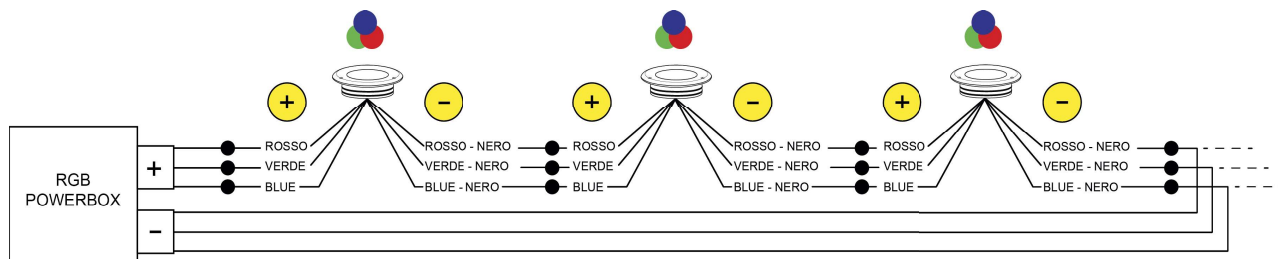 + - + - + -
ROSSO ROSSO - NERO ROSSO ROSSO - NERO ROSSO ROSSO - NERO
+ VERDE VERDE - NERO VERDE VERDE - NERO VERDE VERDE - NERO
BLUE BLUE - NERO BLUE BLUE - NERO BLUE BLUE - NERO
RGB
POWERBOX
-